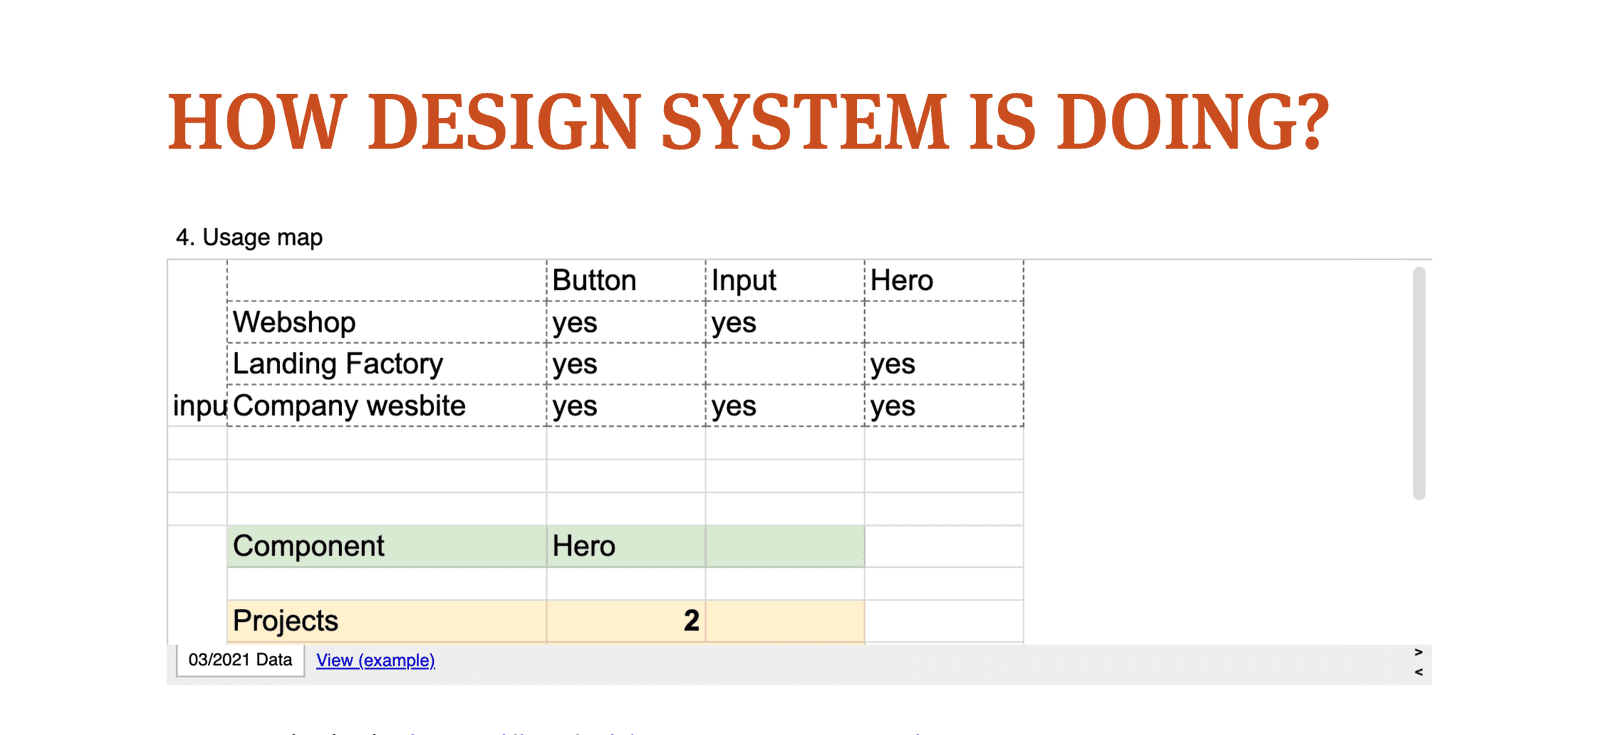 HOW DESIGN SYSTEM IS DOING?
4. Usage map
Button Input Hero
Webshop yes yes
Landing Factory yes yes
inpu Company wesbite yes yes yes
Component Hero
Projects 2
03/2021 Data View (example) >
<